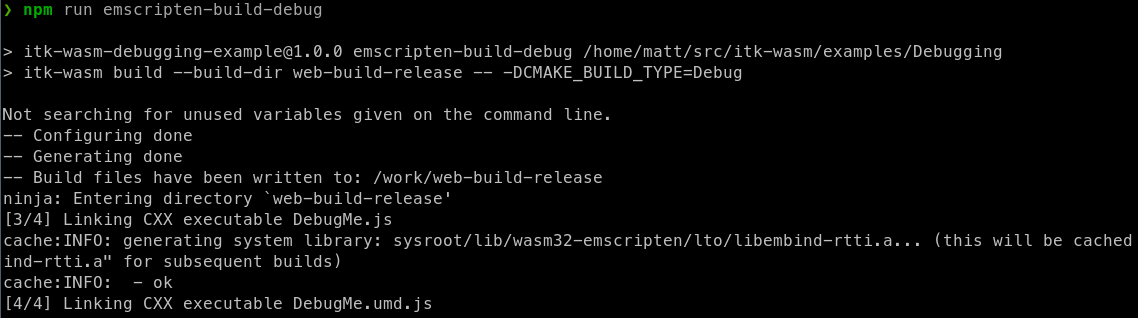 ❯ npm run emscripten-build-debug
> itk-wasm-debugging-example@1.0.0 emscripten-build-debug /home/matt/src/itk-wasm/examples/Debugging
> itk-wasm build --build-dir web-build-release -- -DCMAKE_BUILD_TYPE=Debug
Not searching for unused variables given on the command line.
-- Configuring done
-- Generating done
-- Build files have been written to: /work/web-build-release
ninja: Entering directory `web-build-release'
[3/4] Linking CXX executable DebugMe.js
cache:INFO: generating system library: sysroot/lib/wasm32-emscripten/lto/libembind-rtti.a... (this will be cached
ind-rtti.a" for subsequent builds)
cache:INFO:  - ok
[4/4] Linking CXX executable DebugMe.umd.js